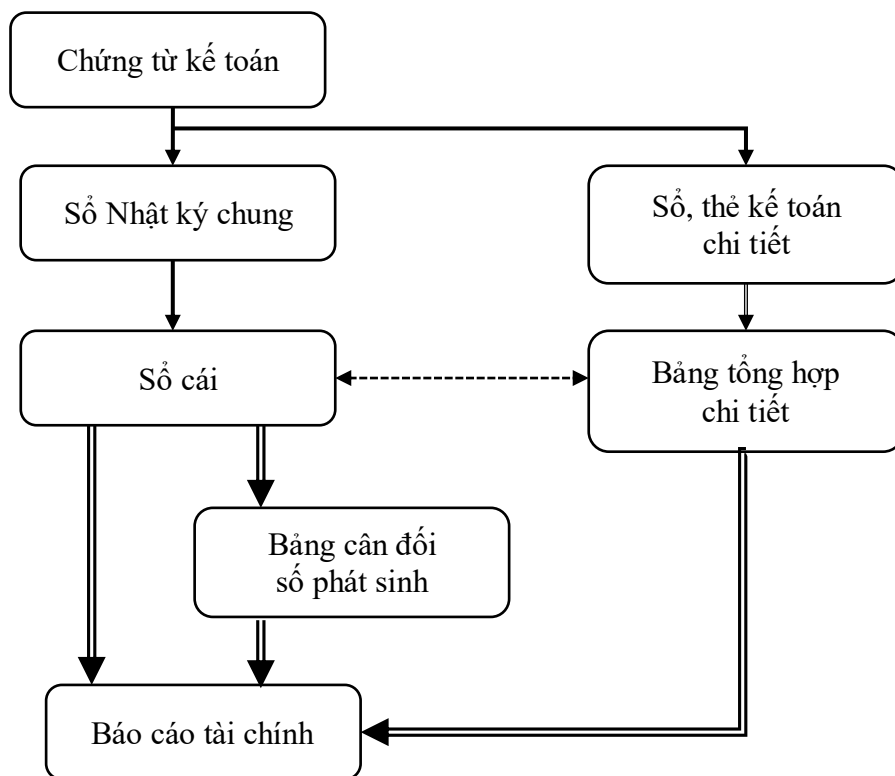 Chứng từ kế toán
Sổ Nhật ký chung
Sổ, thẻ kế toán
chi tiết
Sổ cái
Bảng tổng hợp
chi tiết
Bảng cân đối
số phát sinh
Báo cáo tài chính